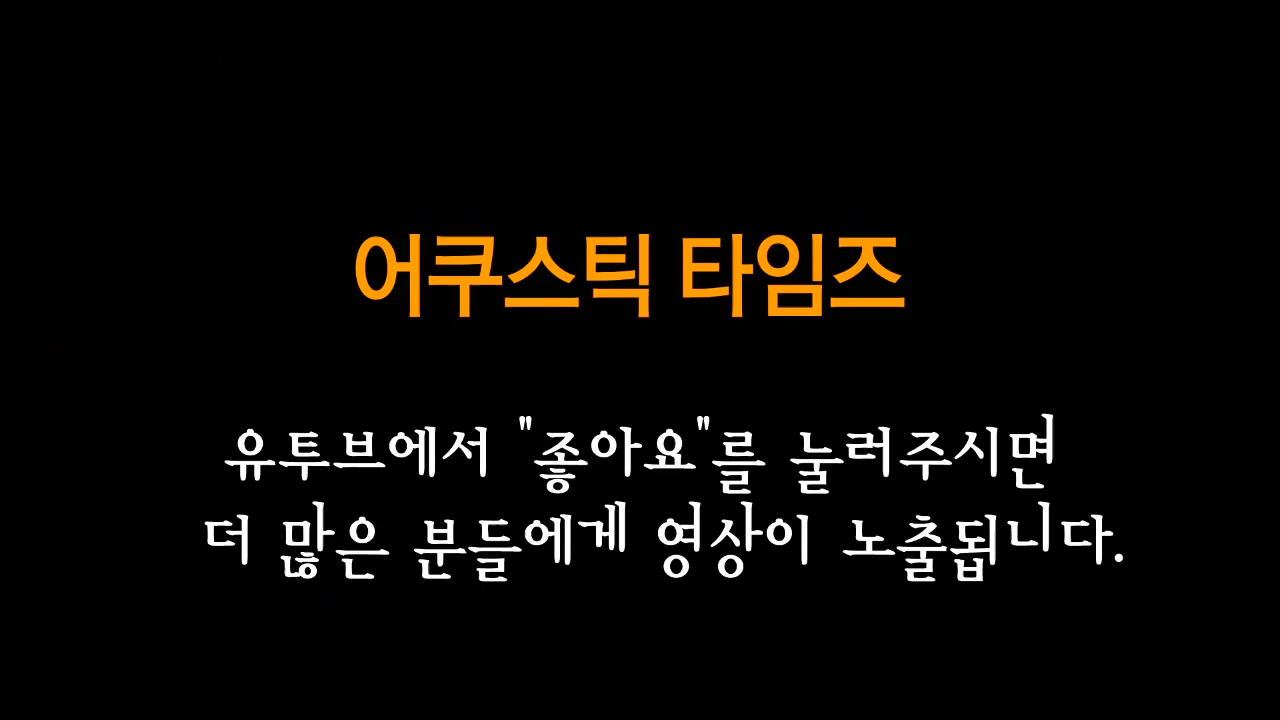 어쿠스틱 타임즈
유투브에서 "좋아요"를 눌러주시면
더 많은 분들에게 영상이 노출됩니다.